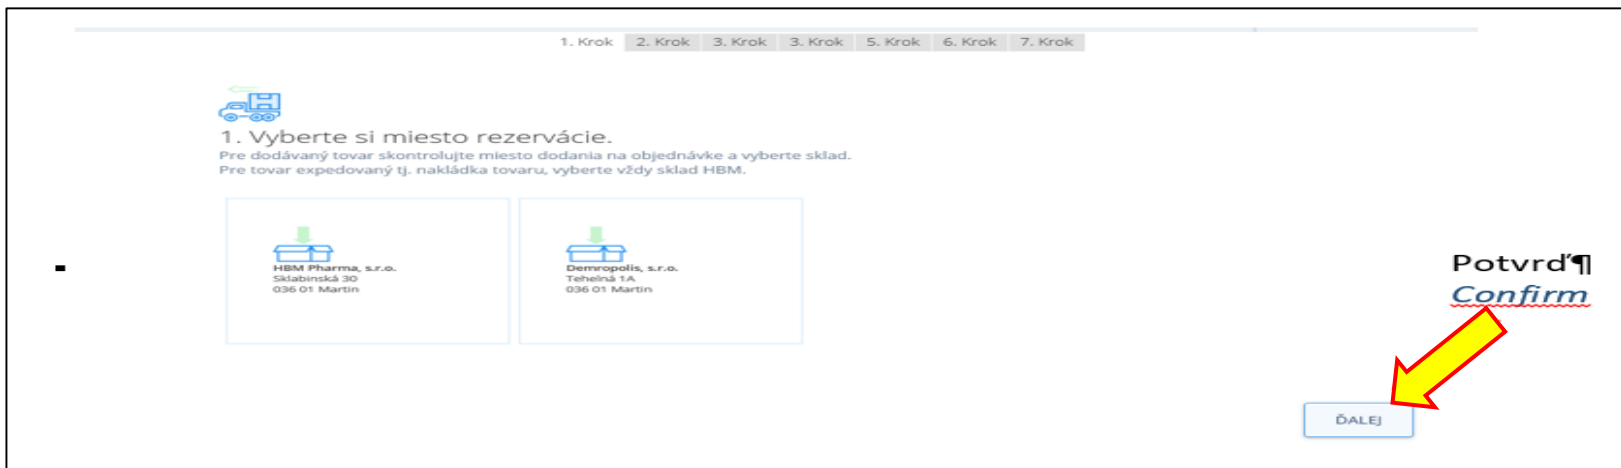 1. Krok 2. Krok 3. Krok 3. Krok 5. Krok 6. Krok 7. Krok
1. Vyberte si miesto rezervácie.
Pre dodávaný tovar skontrolujte miesto dodania na objednávke a vyberte sklad.
Pre tovar expedovaný tj. nakládka tovaru, vyberte vždy sklad HBM.
HBM Pharma, s.r.o.
Sklabinská 30
036 01 Martin
Demropolis, s.r.o.
Tehelná 1A
036 01 Martin
Potvrď¶
Confirm
ĎALEJ